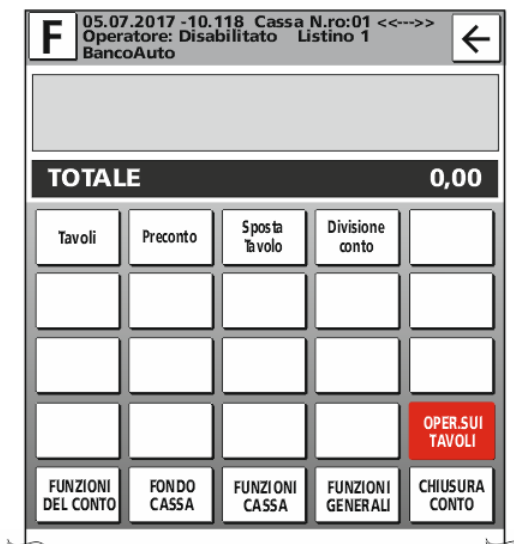 F
05.07.2017 -10.118 Cassa N.ro:01 <<--->>
Operatore: Disabilitato Listino 1
BancoAuto
TOTALE 0,00
Tavoli
Preconto
Sposta
Tavolo
Divisione
conto
OPER.SUI
TAVOLI
FUNZIONI
DEL CONTO
FONDO
CASSA
FUNZIONI
CASSA
FUNZIONI
GENERALI
CHIUSURA
CONTO